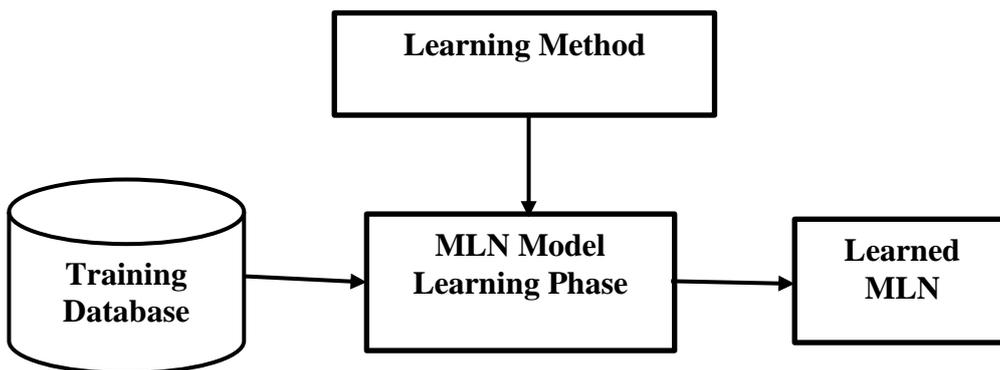 Learning Method
MLN Model
Learning Phase
Training
Database
Learned
MLN